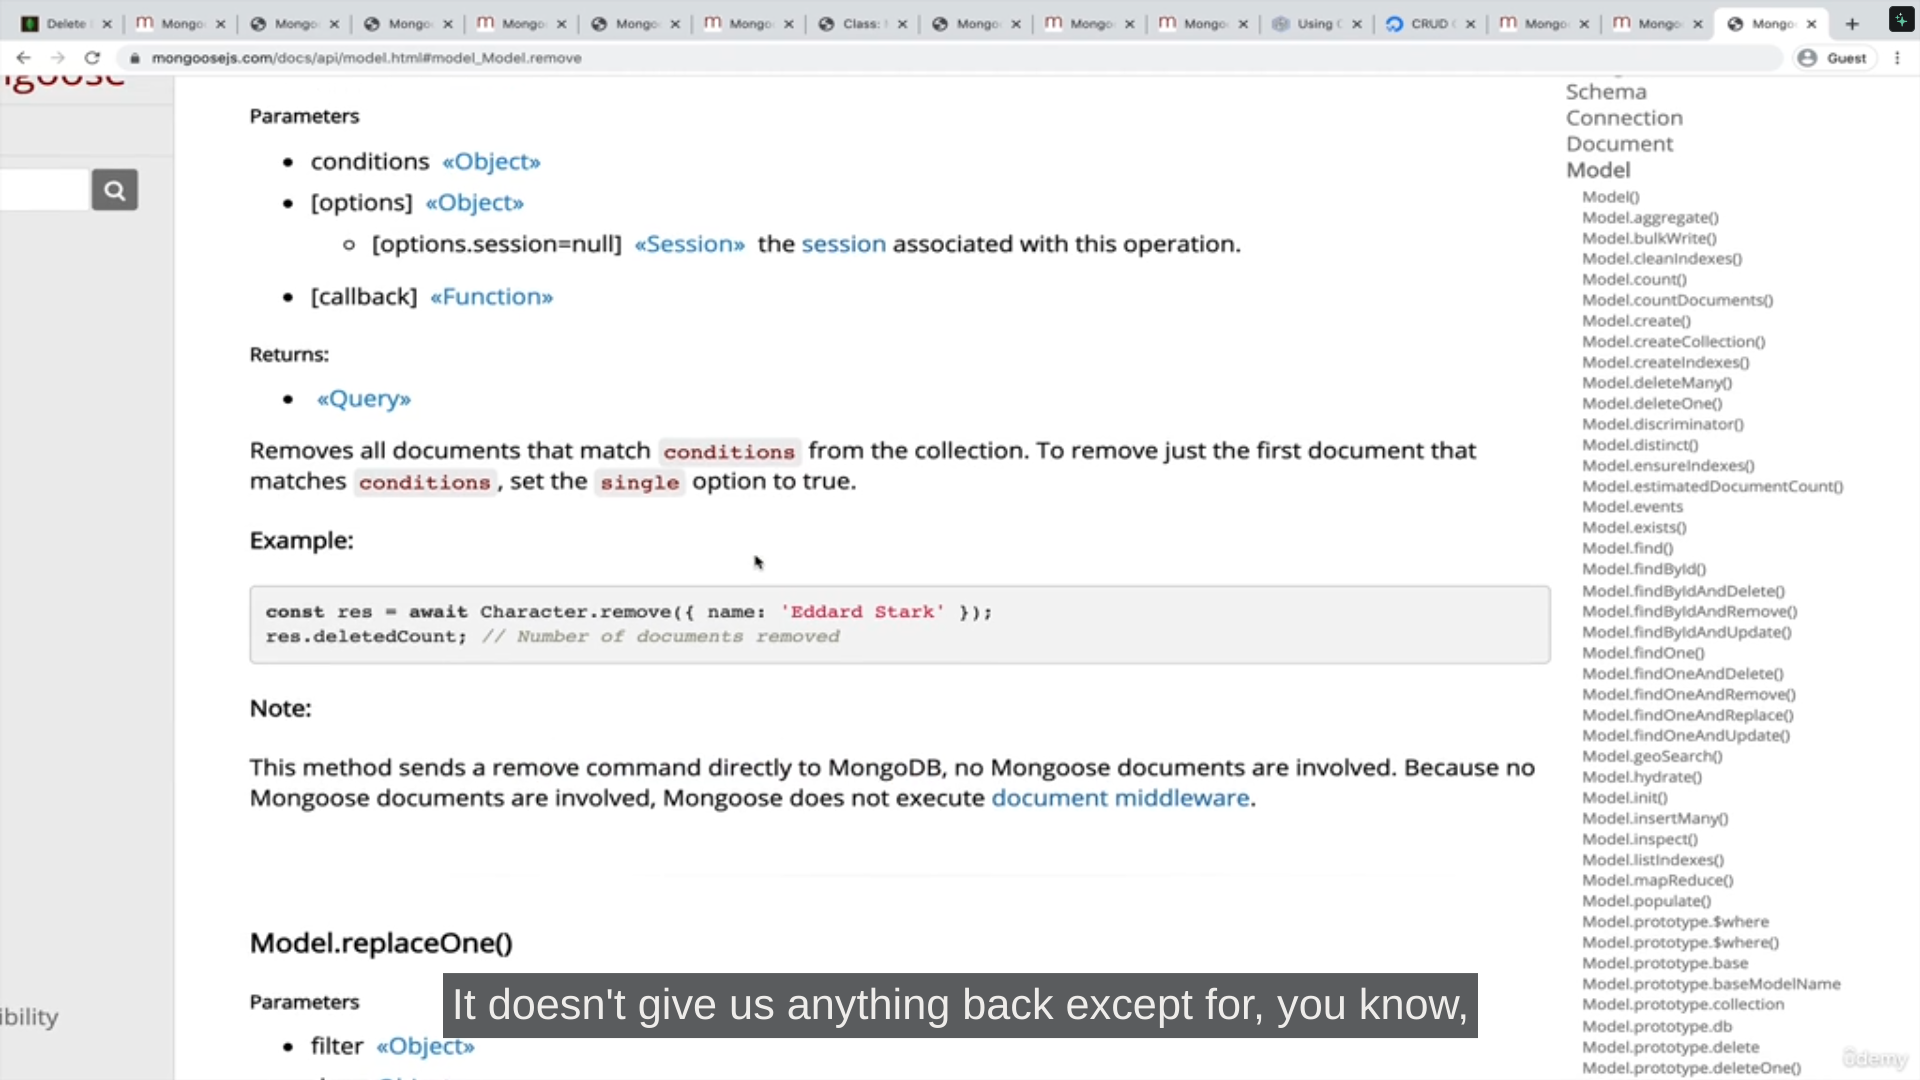 Delete
Mongo
Mongo
Mongo
Mongo
Mongo
Mongo
Class:
Mongo
Mongo
Mongo
Using
CRUD
Mongo
Mongo
Mongo
mongoosejs.com/docs/api/model.html#model_Model.remove
Guest
Parameters
• conditions «Object»
• [options] «Object»
◦ [options.session=null] «Session» the session associated with this operation.
• [callback] «Function»
Returns:
• «Query»
Removes all documents that match conditions from the collection. To remove just the first document that
matches conditions, set the single option to true.
Example:
const res = await Character.remove({ name: 'Eddard Stark' });
res.deletedCount; // Number of documents removed
Note:
This method sends a remove command directly to MongoDB, no Mongoose documents are involved. Because no
Mongoose documents are involved, Mongoose does not execute document middleware.
Model.replaceOne()
Parameters
• filter «Object»
It doesn't give us anything back except for, you know,
ibility
Schema
Connection
Document
Model
Model()
Model.aggregate()
Model.bulkWrite()
Model.cleanIndexes()
Model.count()
Model.countDocuments()
Model.create()
Model.createCollection()
Model.createIndexes()
Model.deleteMany()
Model.deleteOne()
Model.discriminator()
Model.distinct()
Model.ensureIndexes()
Model.estimatedDocumentCount()
Model.events
Model.exists()
Model.find()
Model.findById()
Model.findByIdAndDelete()
Model.findByIdAndRemove()
Model.findByIdAndUpdate()
Model.findOne()
Model.findOneAndDelete()
Model.findOneAndRemove()
Model.findOneAndReplace()
Model.findOneAndUpdate()
Model.geoSearch()
Model.hydrate()
Model.init()
Model.insertMany()
Model.inspect()
Model.listIndexes()
Model.mapReduce()
Model.populate()
Model.prototype.$where
Model.prototype.$where()
Model.prototype.base
Model.prototype.baseModelName
Model.prototype.collection
Model.prototype.db
Model.prototype.delete
Model.prototype.deleteOne()
ûdemy